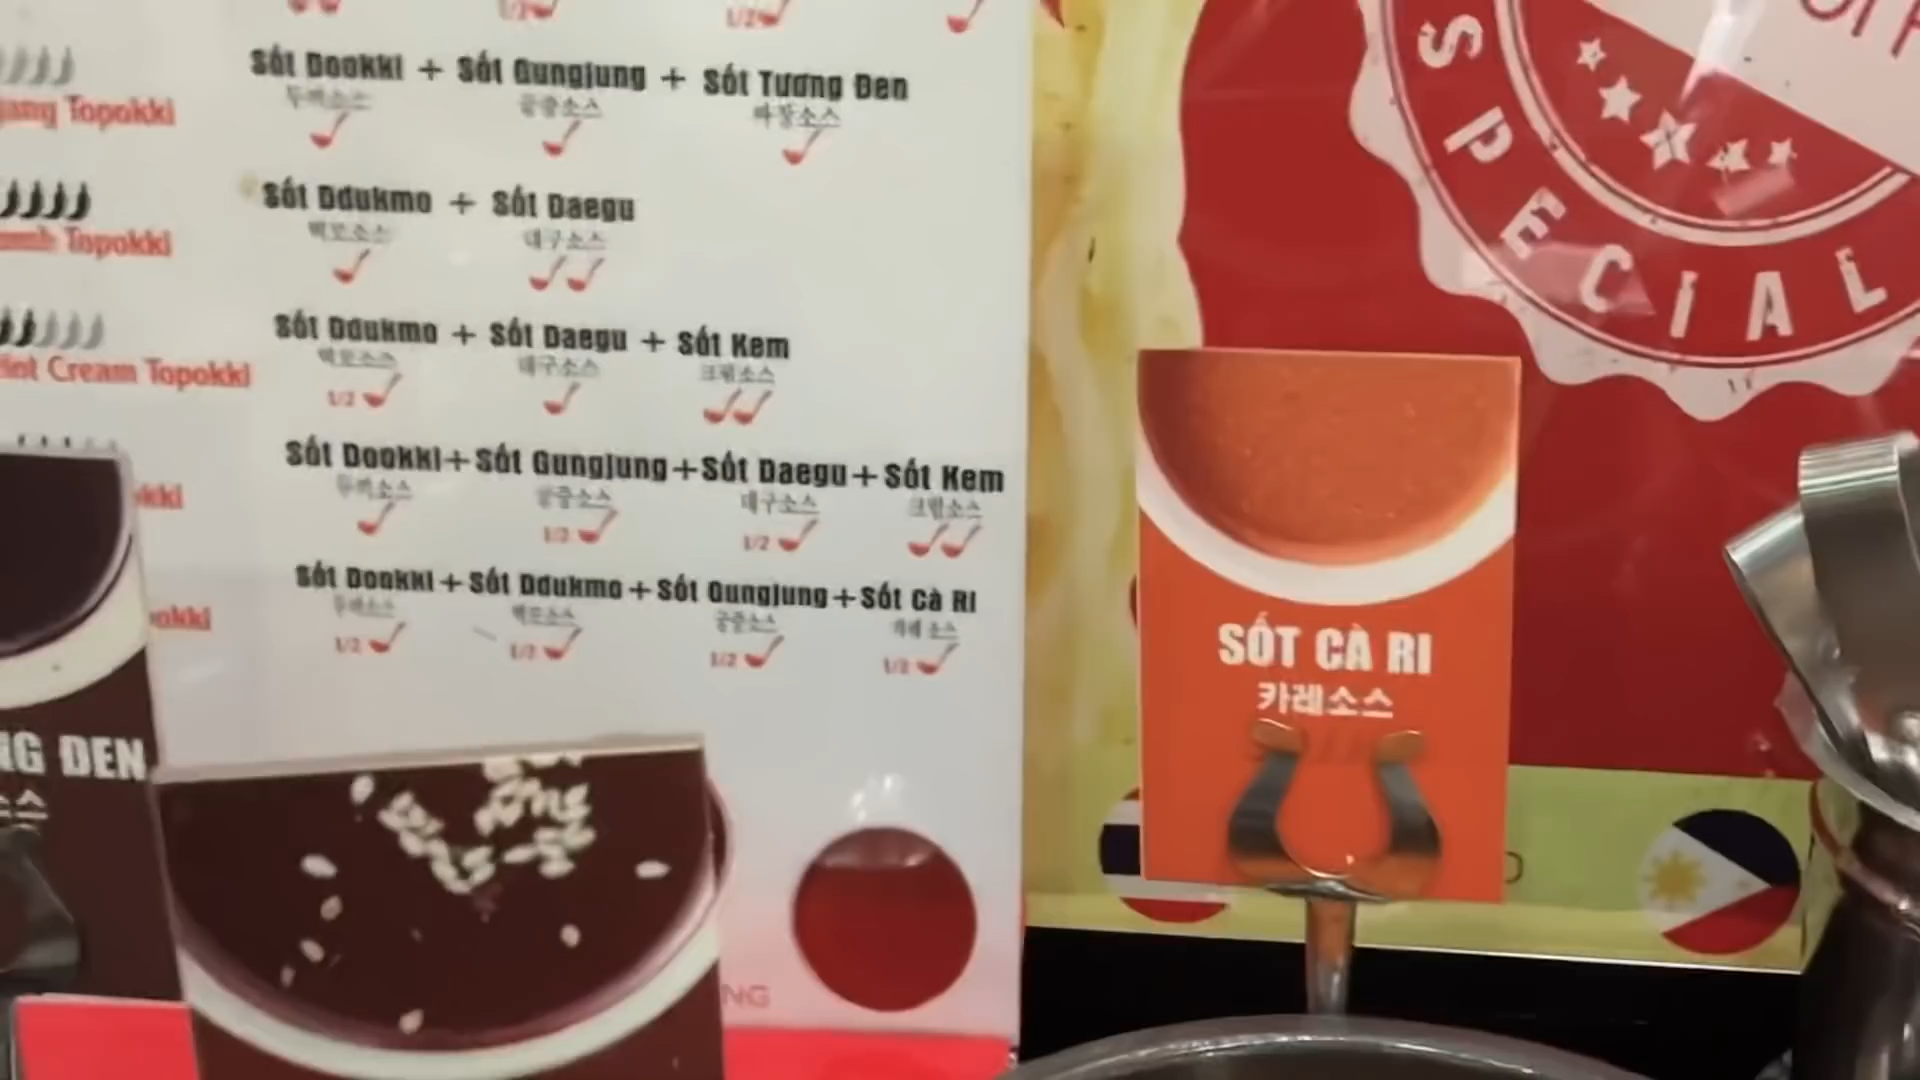 1/2
1/2
Sốt Dookki + Sốt Gungjung + Sốt Tương Đen
두끼소스 궁중소스 짜장소스
Topokki
Sốt Ddukmo + Sốt Daegu
떡모소스 대구소스
Topokki
Sốt Ddukmo + Sốt Daegu + Sốt Kem
떡모소스 대구소스 크림소스
Hot Cream Topokki
1/2
Sốt Dookki+Sốt Gungjung+Sốt Daegu+Sốt Kem
두끼소스 궁중소스 대구소스 크림소스
1/2 1/2
Sốt Dookki+Sốt Ddukmo+Sốt Gungjung+Sốt Cà Ri
두끼소스 떡모소스 궁중소스 카레 소스
1/2 1/2 1/2 1/2
ĐEN
SPECIAL
SỐT CÀ RI
카레소스